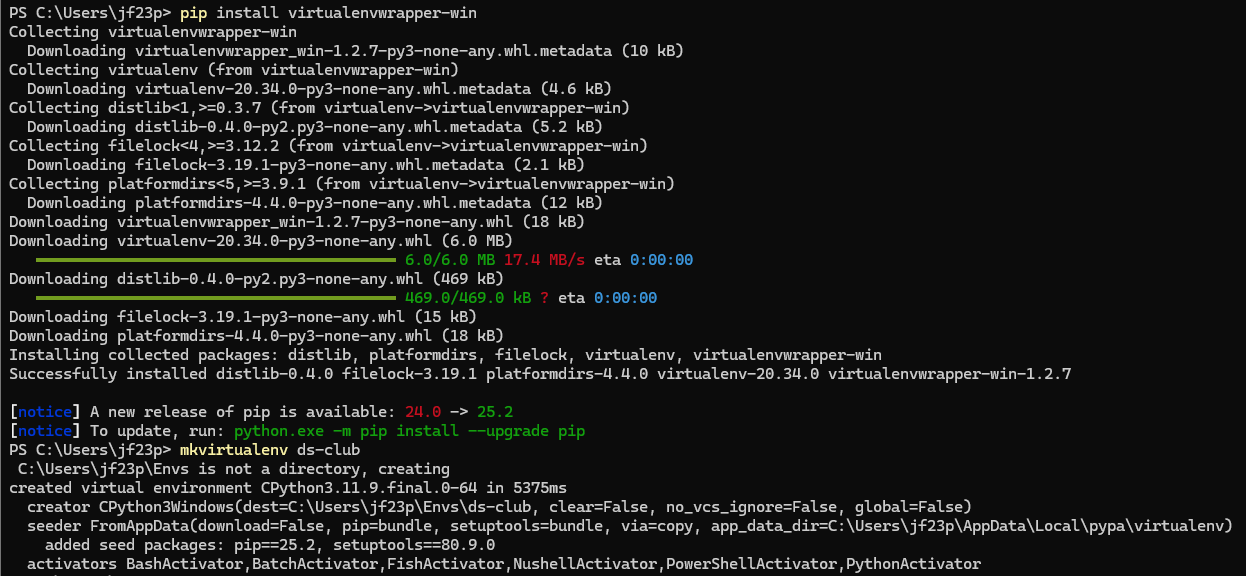 PS C:\Users\jf23p> pip install virtualenvwrapper-win
Collecting virtualenvwrapper-win
  Downloading virtualenvwrapper_win-1.2.7-py3-none-any.whl.metadata (10 kB)
Collecting virtualenv (from virtualenvwrapper-win)
  Downloading virtualenv-20.34.0-py3-none-any.whl.metadata (4.6 kB)
Collecting distlib<1,>=0.3.7 (from virtualenv->virtualenvwrapper-win)
  Downloading distlib-0.4.0-py2.py3-none-any.whl.metadata (5.2 kB)
Collecting filelock<4,>=3.12.2 (from virtualenv->virtualenvwrapper-win)
  Downloading filelock-3.19.1-py3-none-any.whl.metadata (2.1 kB)
Collecting platformdirs<5,>=3.9.1 (from virtualenv->virtualenvwrapper-win)
  Downloading platformdirs-4.4.0-py3-none-any.whl.metadata (12 kB)
Downloading virtualenvwrapper_win-1.2.7-py3-none-any.whl (18 kB)
Downloading virtualenv-20.34.0-py3-none-any.whl (6.0 MB)
   6.0/6.0 MB 17.4 MB/s eta 0:00:00
Downloading distlib-0.4.0-py2.py3-none-any.whl (469 kB)
   469.0/469.0 kB ? eta 0:00:00
Downloading filelock-3.19.1-py3-none-any.whl (15 kB)
Downloading platformdirs-4.4.0-py3-none-any.whl (18 kB)
Installing collected packages: distlib, platformdirs, filelock, virtualenv, virtualenvwrapper-win
Successfully installed distlib-0.4.0 filelock-3.19.1 platformdirs-4.4.0 virtualenv-20.34.0 virtualenvwrapper-win-1.2.7
[notice] A new release of pip is available: 24.0 -> 25.2
[notice] To update, run: python.exe -m pip install --upgrade pip
PS C:\Users\jf23p> mkvirtualenv ds-club
 C:\Users\jf23p\Envs is not a directory, creating
created virtual environment CPython3.11.9.final.0-64 in 5375ms
  creator CPython3Windows(dest=C:\Users\jf23p\Envs\ds-club, clear=False, no_vcs_ignore=False, global=False)
  seeder FromAppData(download=False, pip=bundle, setuptools=bundle, via=copy, app_data_dir=C:\Users\jf23p\AppData\Local\pypa\virtualenv)
    added seed packages: pip==25.2, setuptools==80.9.0
  activators BashActivator,BatchActivator,FishActivator,NushellActivator,PowerShellActivator,PythonActivator